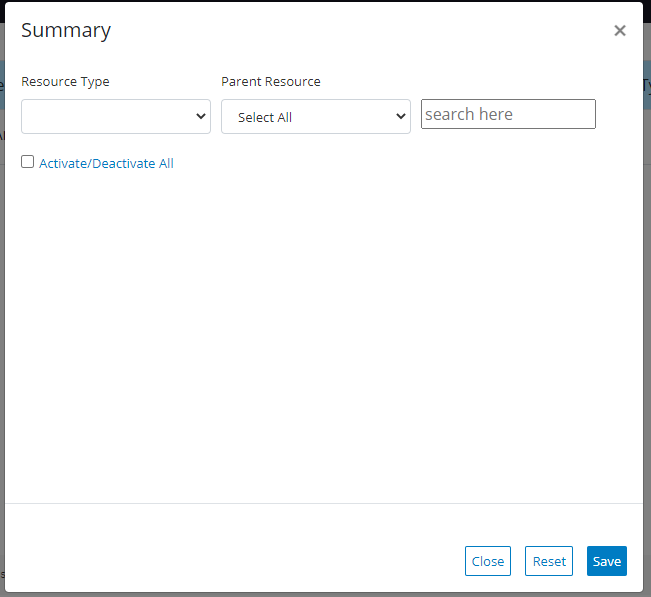 Summary
×
Resource Type Parent Resource
Select All search here
Activate/Deactivate All
Close Reset Save